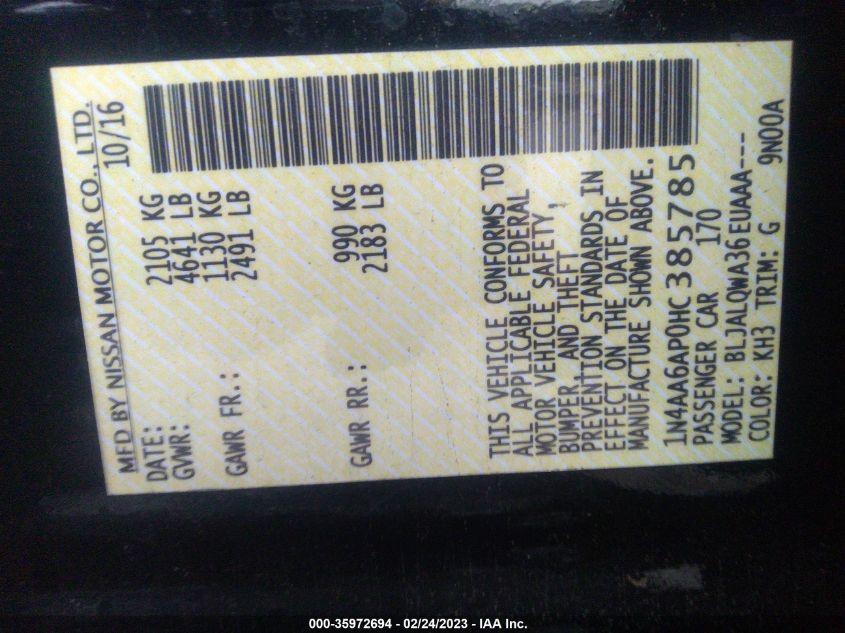 MFD BY NISSAN MOTOR CO., LTD.
DATE: 10/16
GVWR: 2105 KG
4641 LB
GAWR FR.: 1130 KG
2491 LB
GAWR RR.: 990 KG
2183 LB
THIS VEHICLE CONFORMS TO
ALL APPLICABLE FEDERAL
MOTOR VEHICLE SAFETY,
BUMPER, AND THEFT
PREVENTION STANDARDS IN
EFFECT ON THE DATE OF
MANUFACTURE SHOWN ABOVE.
1N4AA6AP0HC385785
PASSENGER CAR 170
MODEL: BLJALQWA36EUAAA---
COLOR: KH3 TRIM: G 9N00A
000-35972694 - 02/24/2023 - IAA Inc.